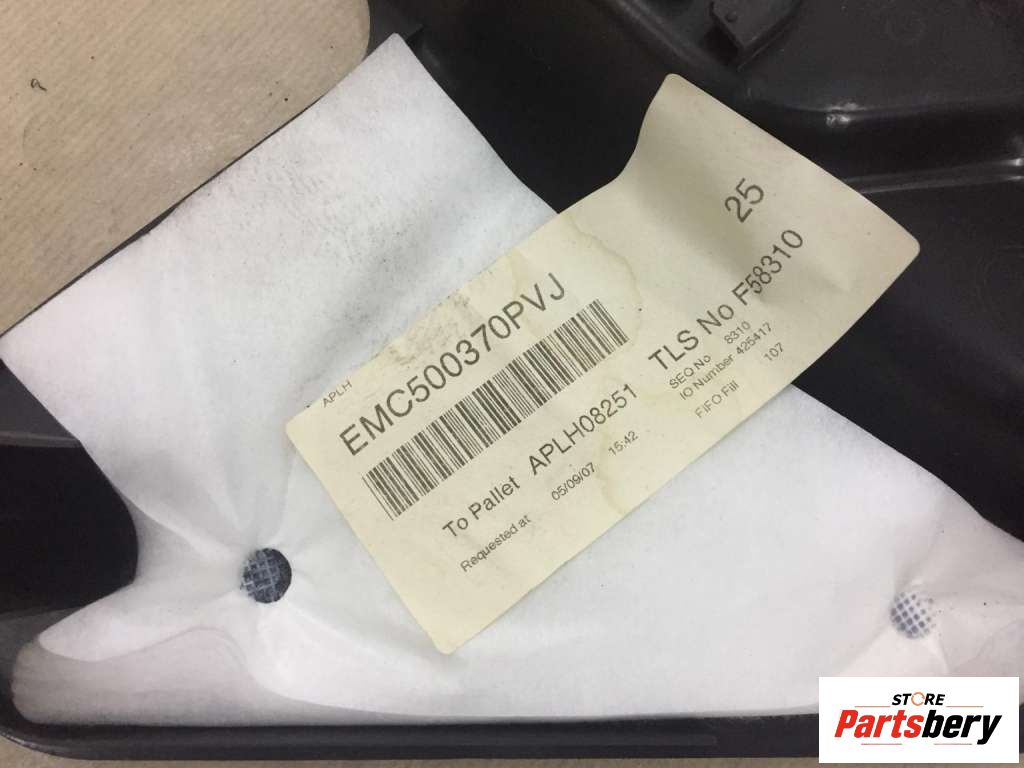 APLH
EMC500370PVJ
25
To Pallet APLH08251 TLS No F58310
Requested at 05/09/07 15.42
SEQ No 8310
IO Number 425417
FIFO Fill 107
STORE
Partsbery